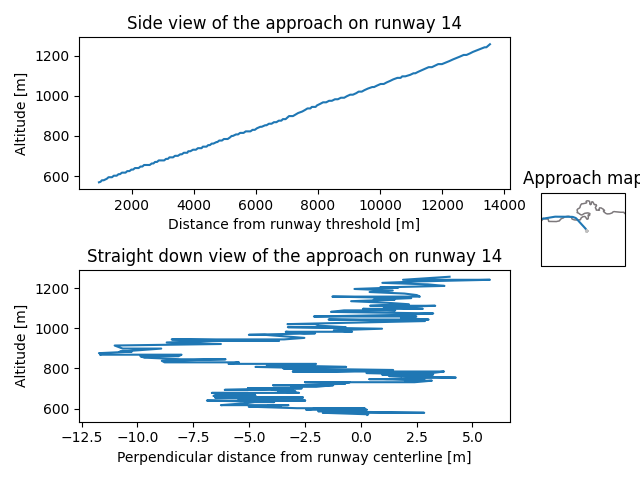 Side view of the approach on runway 14
1200
1000
800
600
Altitude [m]
2000 4000 6000 8000 10000 12000 14000
Distance from runway threshold [m]
Approach map
Straight down view of the approach on runway 14
1200
1000
800
600
Altitude [m]
−12.5 −10.0 −7.5 −5.0 −2.5 0.0 2.5 5.0
Perpendicular distance from runway centerline [m]